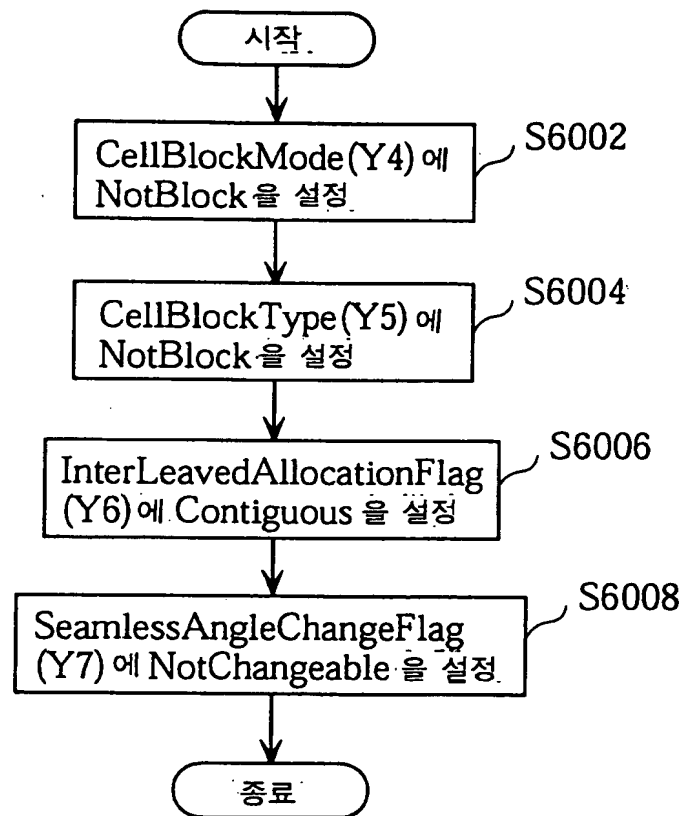 시작
CellBlockMode(Y4)에
NotBlock을 설정
S6002
CellBlockType(Y5)에
NotBlock을 설정
S6004
InterLeavedAllocationFlag
(Y6)에 Contiguous을 설정
S6006
SeamlessAngleChangeFlag
(Y7)에 NotChangeable을 설정
S6008
종료